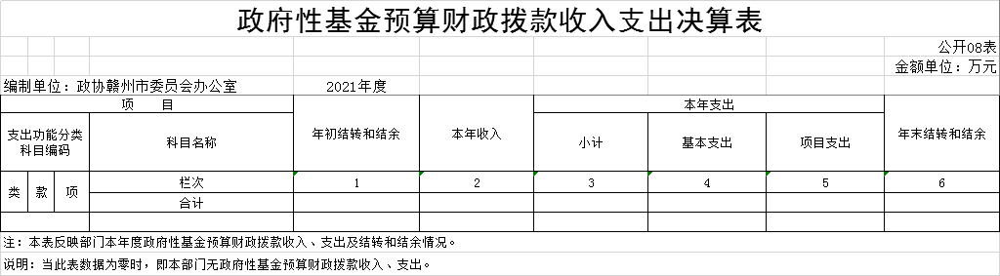 政府性基金预算财政拨款收入支出决算表
公开08表
金额单位：万元
编制单位：政协赣州市委员会办公室 2021年度
项 目 年初结转和结余 本年收入 本年支出 年末结转和结余
支出功能分类科目编码 科目名称 小计 基本支出 项目支出
类 款 项 栏次 1 2 3 4 5 6
合计
注：本表反映部门本年度政府性基金预算财政拨款收入、支出及结转和结余情况。
说明：当此表数据为零时，即本部门无政府性基金预算财政拨款收入、支出。